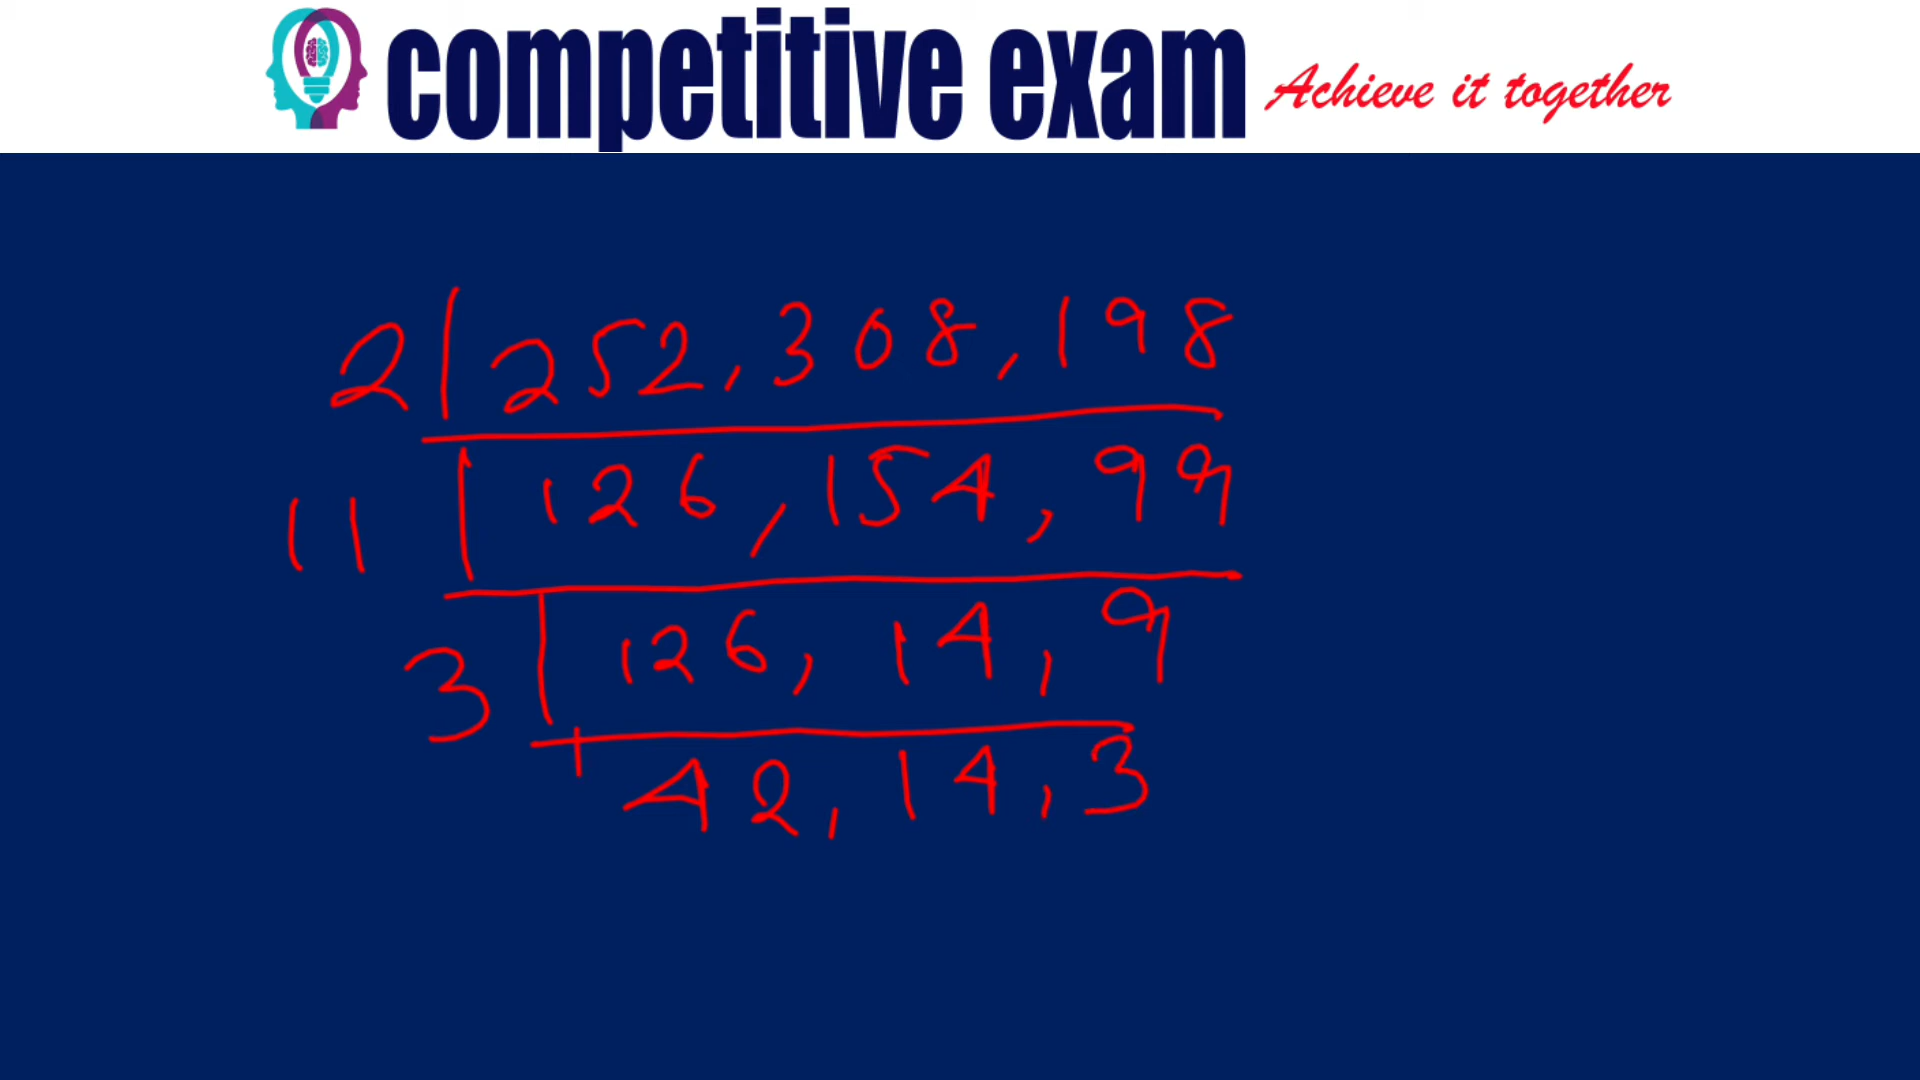 competitive exam Achieve it together
2 | 252, 308, 198
11 | 126, 154, 99
3 | 126, 14, 9
42, 14, 3